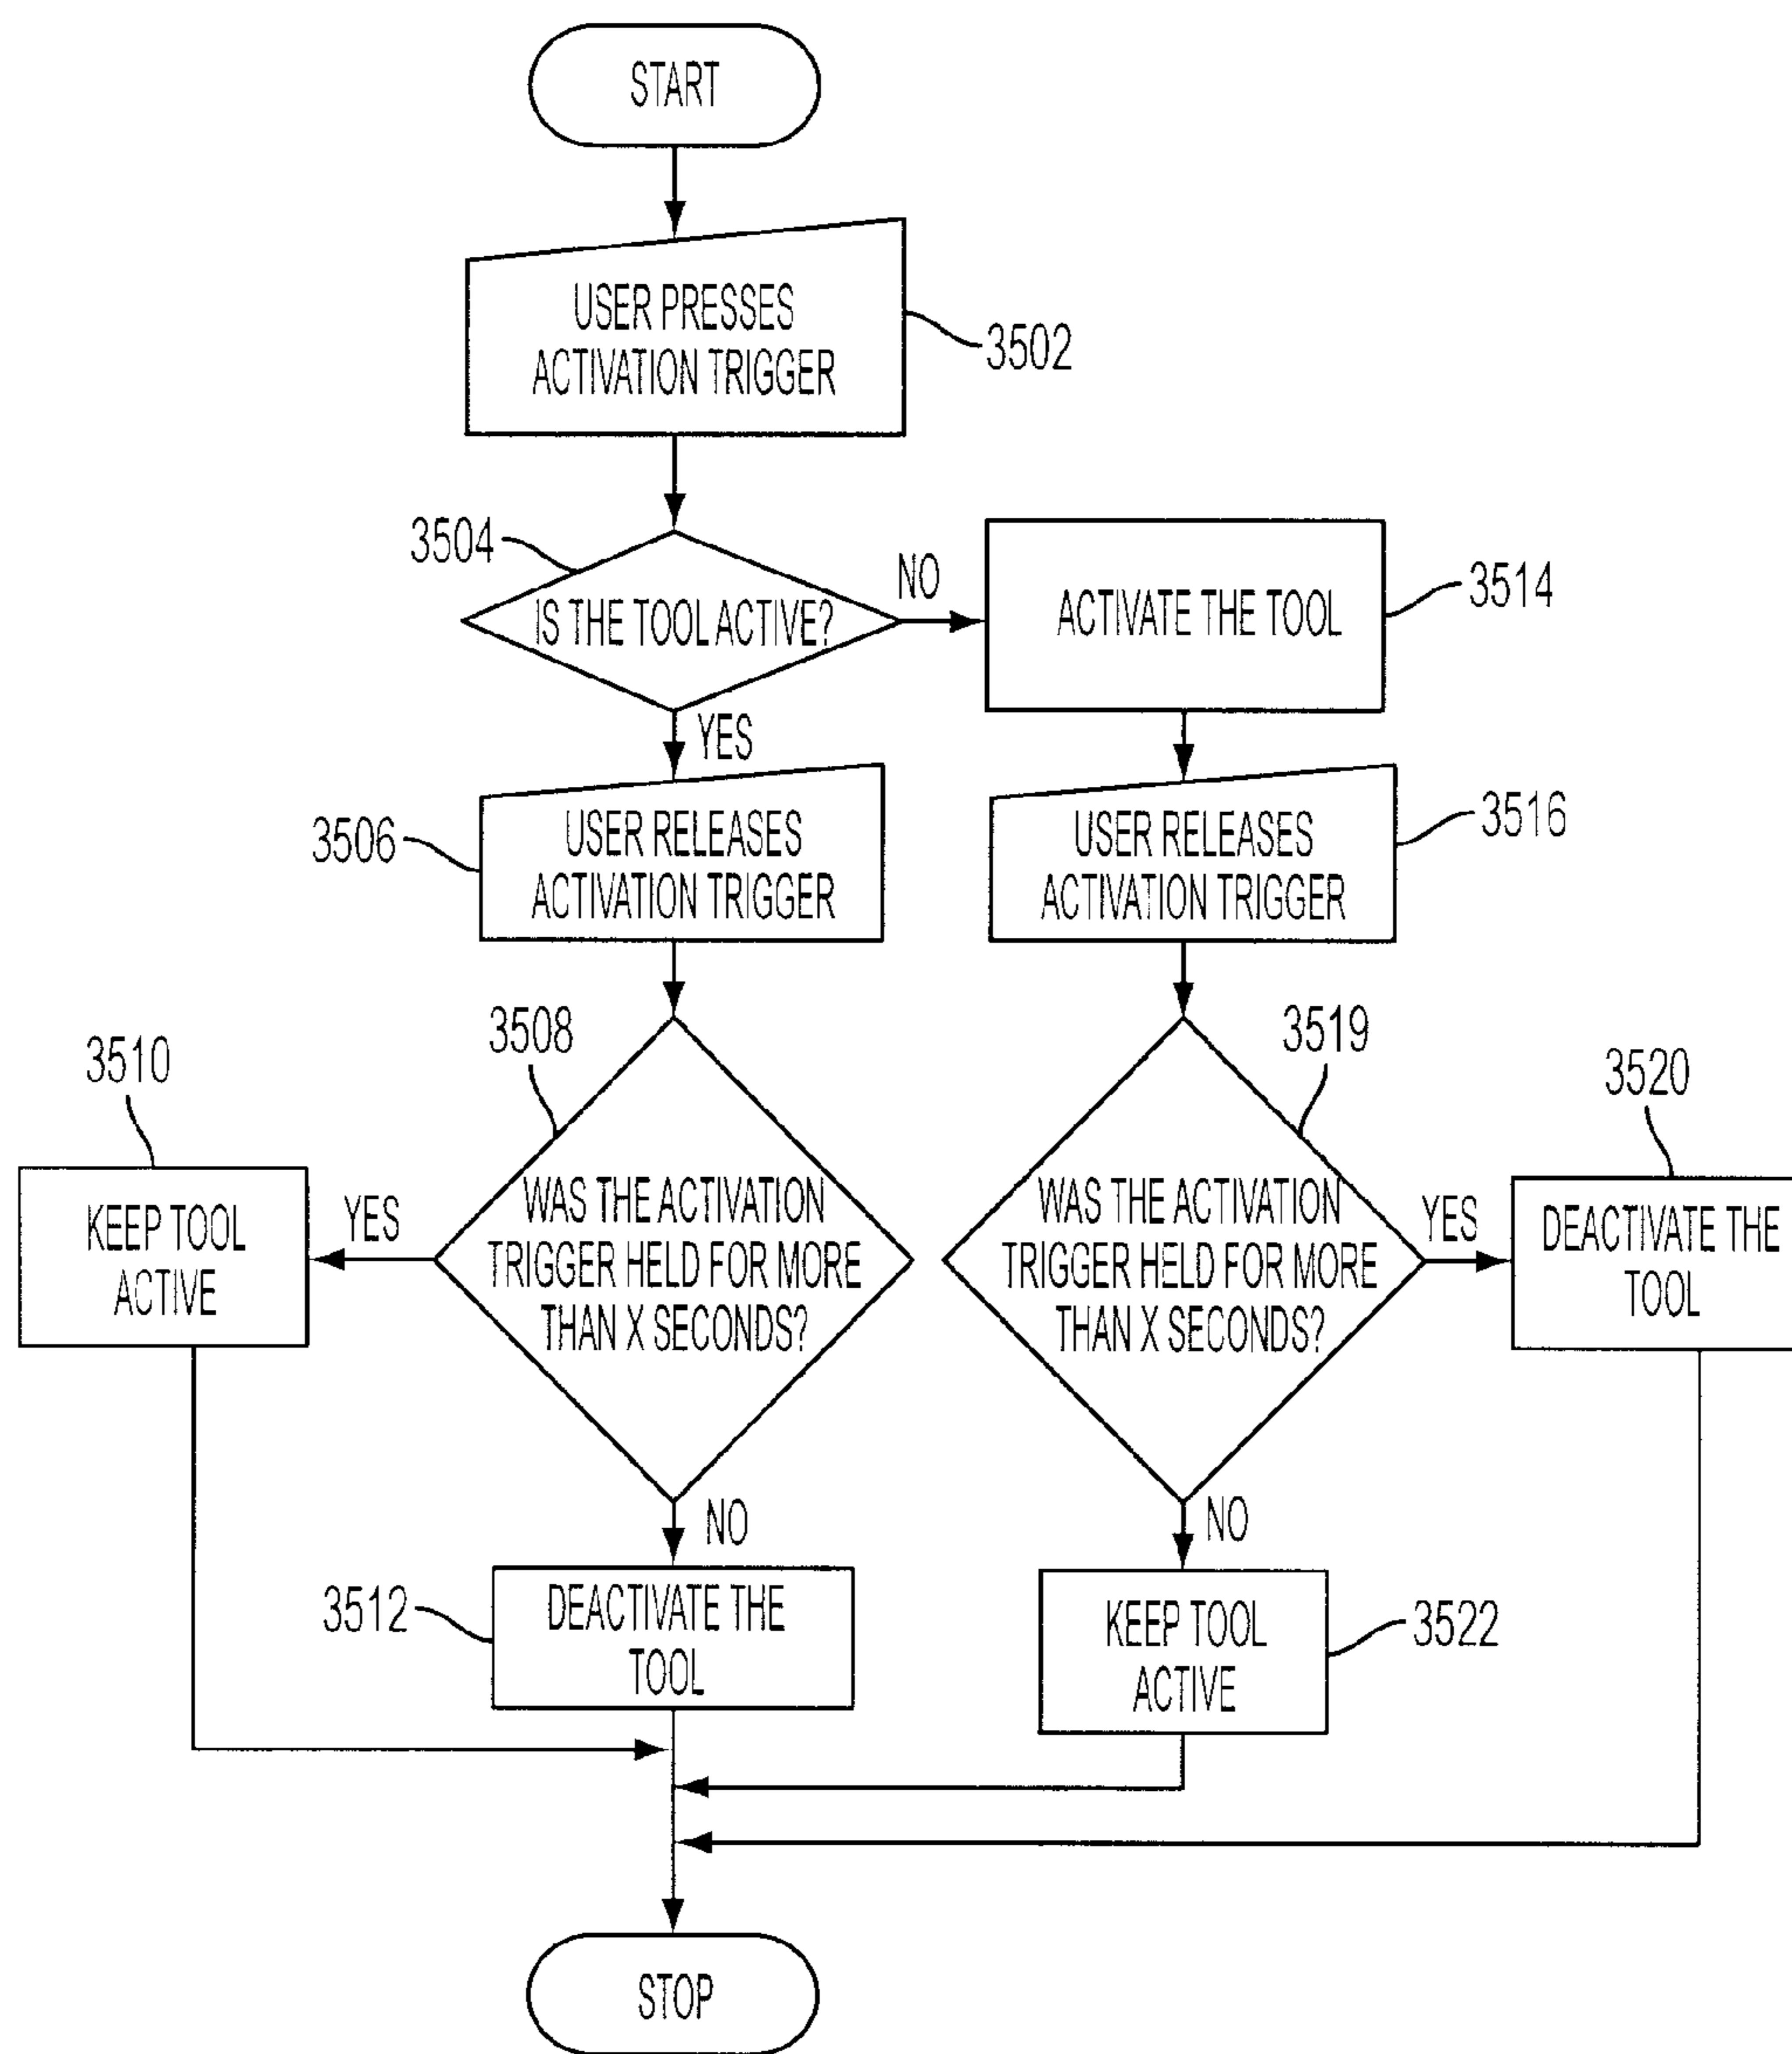 START
USER PRESSES
ACTIVATION TRIGGER
3502
3504
IS THE TOOL ACTIVE?
NO
ACTIVATE THE TOOL
3514
YES
3506
USER RELEASES
ACTIVATION TRIGGER
USER RELEASES
ACTIVATION TRIGGER
3516
3510
3508
3519
3520
KEEP TOOL
ACTIVE
YES
WAS THE ACTIVATION
TRIGGER HELD FOR MORE
THAN X SECONDS?
WAS THE ACTIVATION
TRIGGER HELD FOR MORE
THAN X SECONDS?
YES
DEACTIVATE THE
TOOL
NO
NO
3512
DEACTIVATE THE
TOOL
KEEP TOOL
ACTIVE
3522
STOP